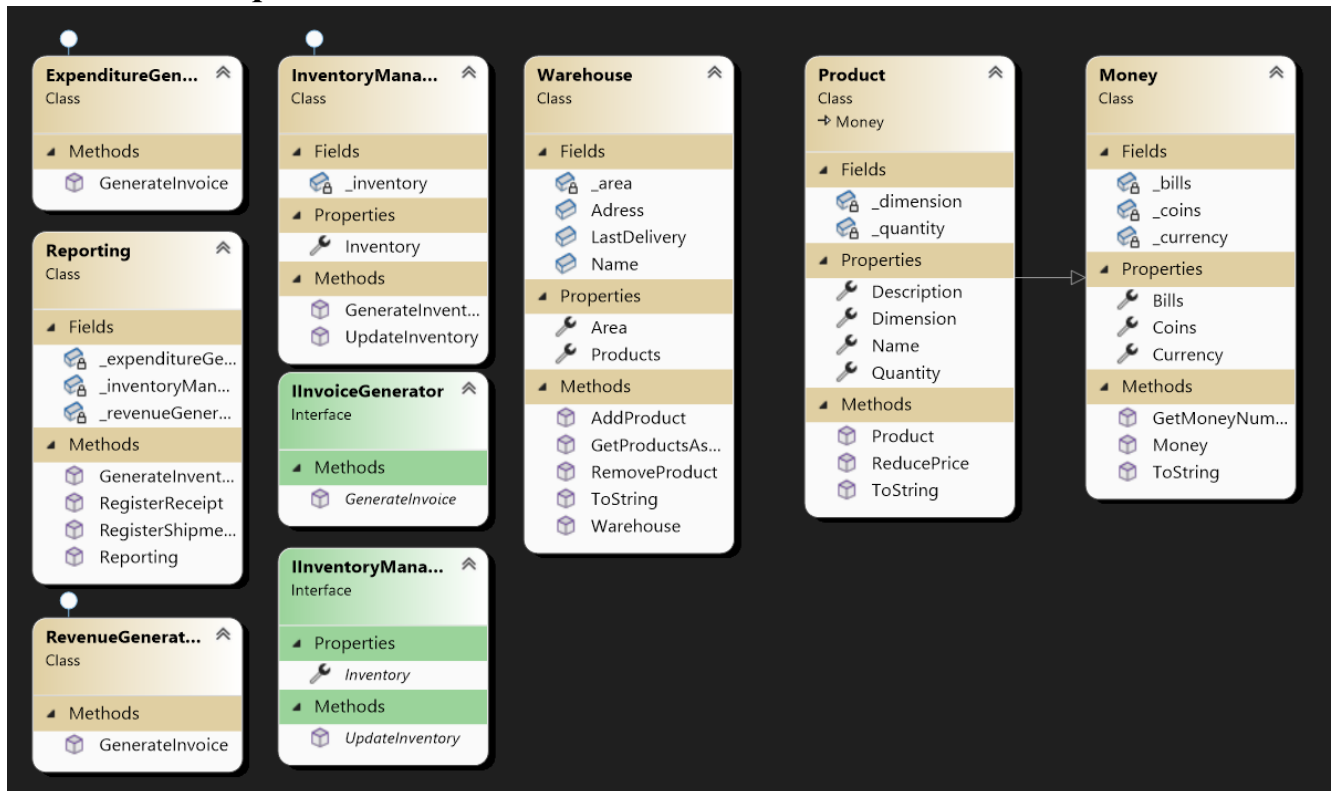 ExpenditureGen...
Class
Methods
GenerateInvoice
Reporting
Class
Fields
_expenditureGe...
_inventoryMan...
_revenueGener...
Methods
GenerateInvent...
RegisterReceipt
RegisterShipme...
Reporting
RevenueGenerat...
Class
Methods
GenerateInvoice
InventoryMana...
Class
Fields
_inventory
Properties
Inventory
Methods
GenerateInvent...
UpdateInventory
IInvoiceGenerator
Interface
Methods
GenerateInvoice
IInventoryMana...
Interface
Properties
Inventory
Methods
UpdateInventory
Warehouse
Class
Fields
_area
Adress
LastDelivery
Name
Properties
Area
Products
Methods
AddProduct
GetProductsAs...
RemoveProduct
ToString
Warehouse
Product
Class
Money
Fields
_dimension
_quantity
Properties
Description
Dimension
Name
Quantity
Methods
Product
ReducePrice
ToString
Money
Class
Fields
_bills
_coins
_currency
Properties
Bills
Coins
Currency
Methods
GetMoneyNum...
Money
ToString